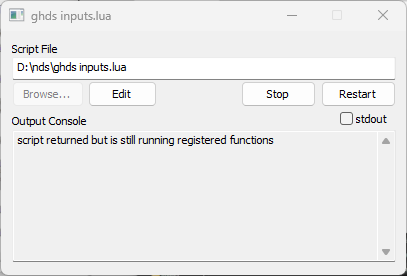 ghds inputs.lua
Script File
D:\nds\ghds inputs.lua
Browse... Edit Stop Restart
Output Console stdout
script returned but is still running registered functions